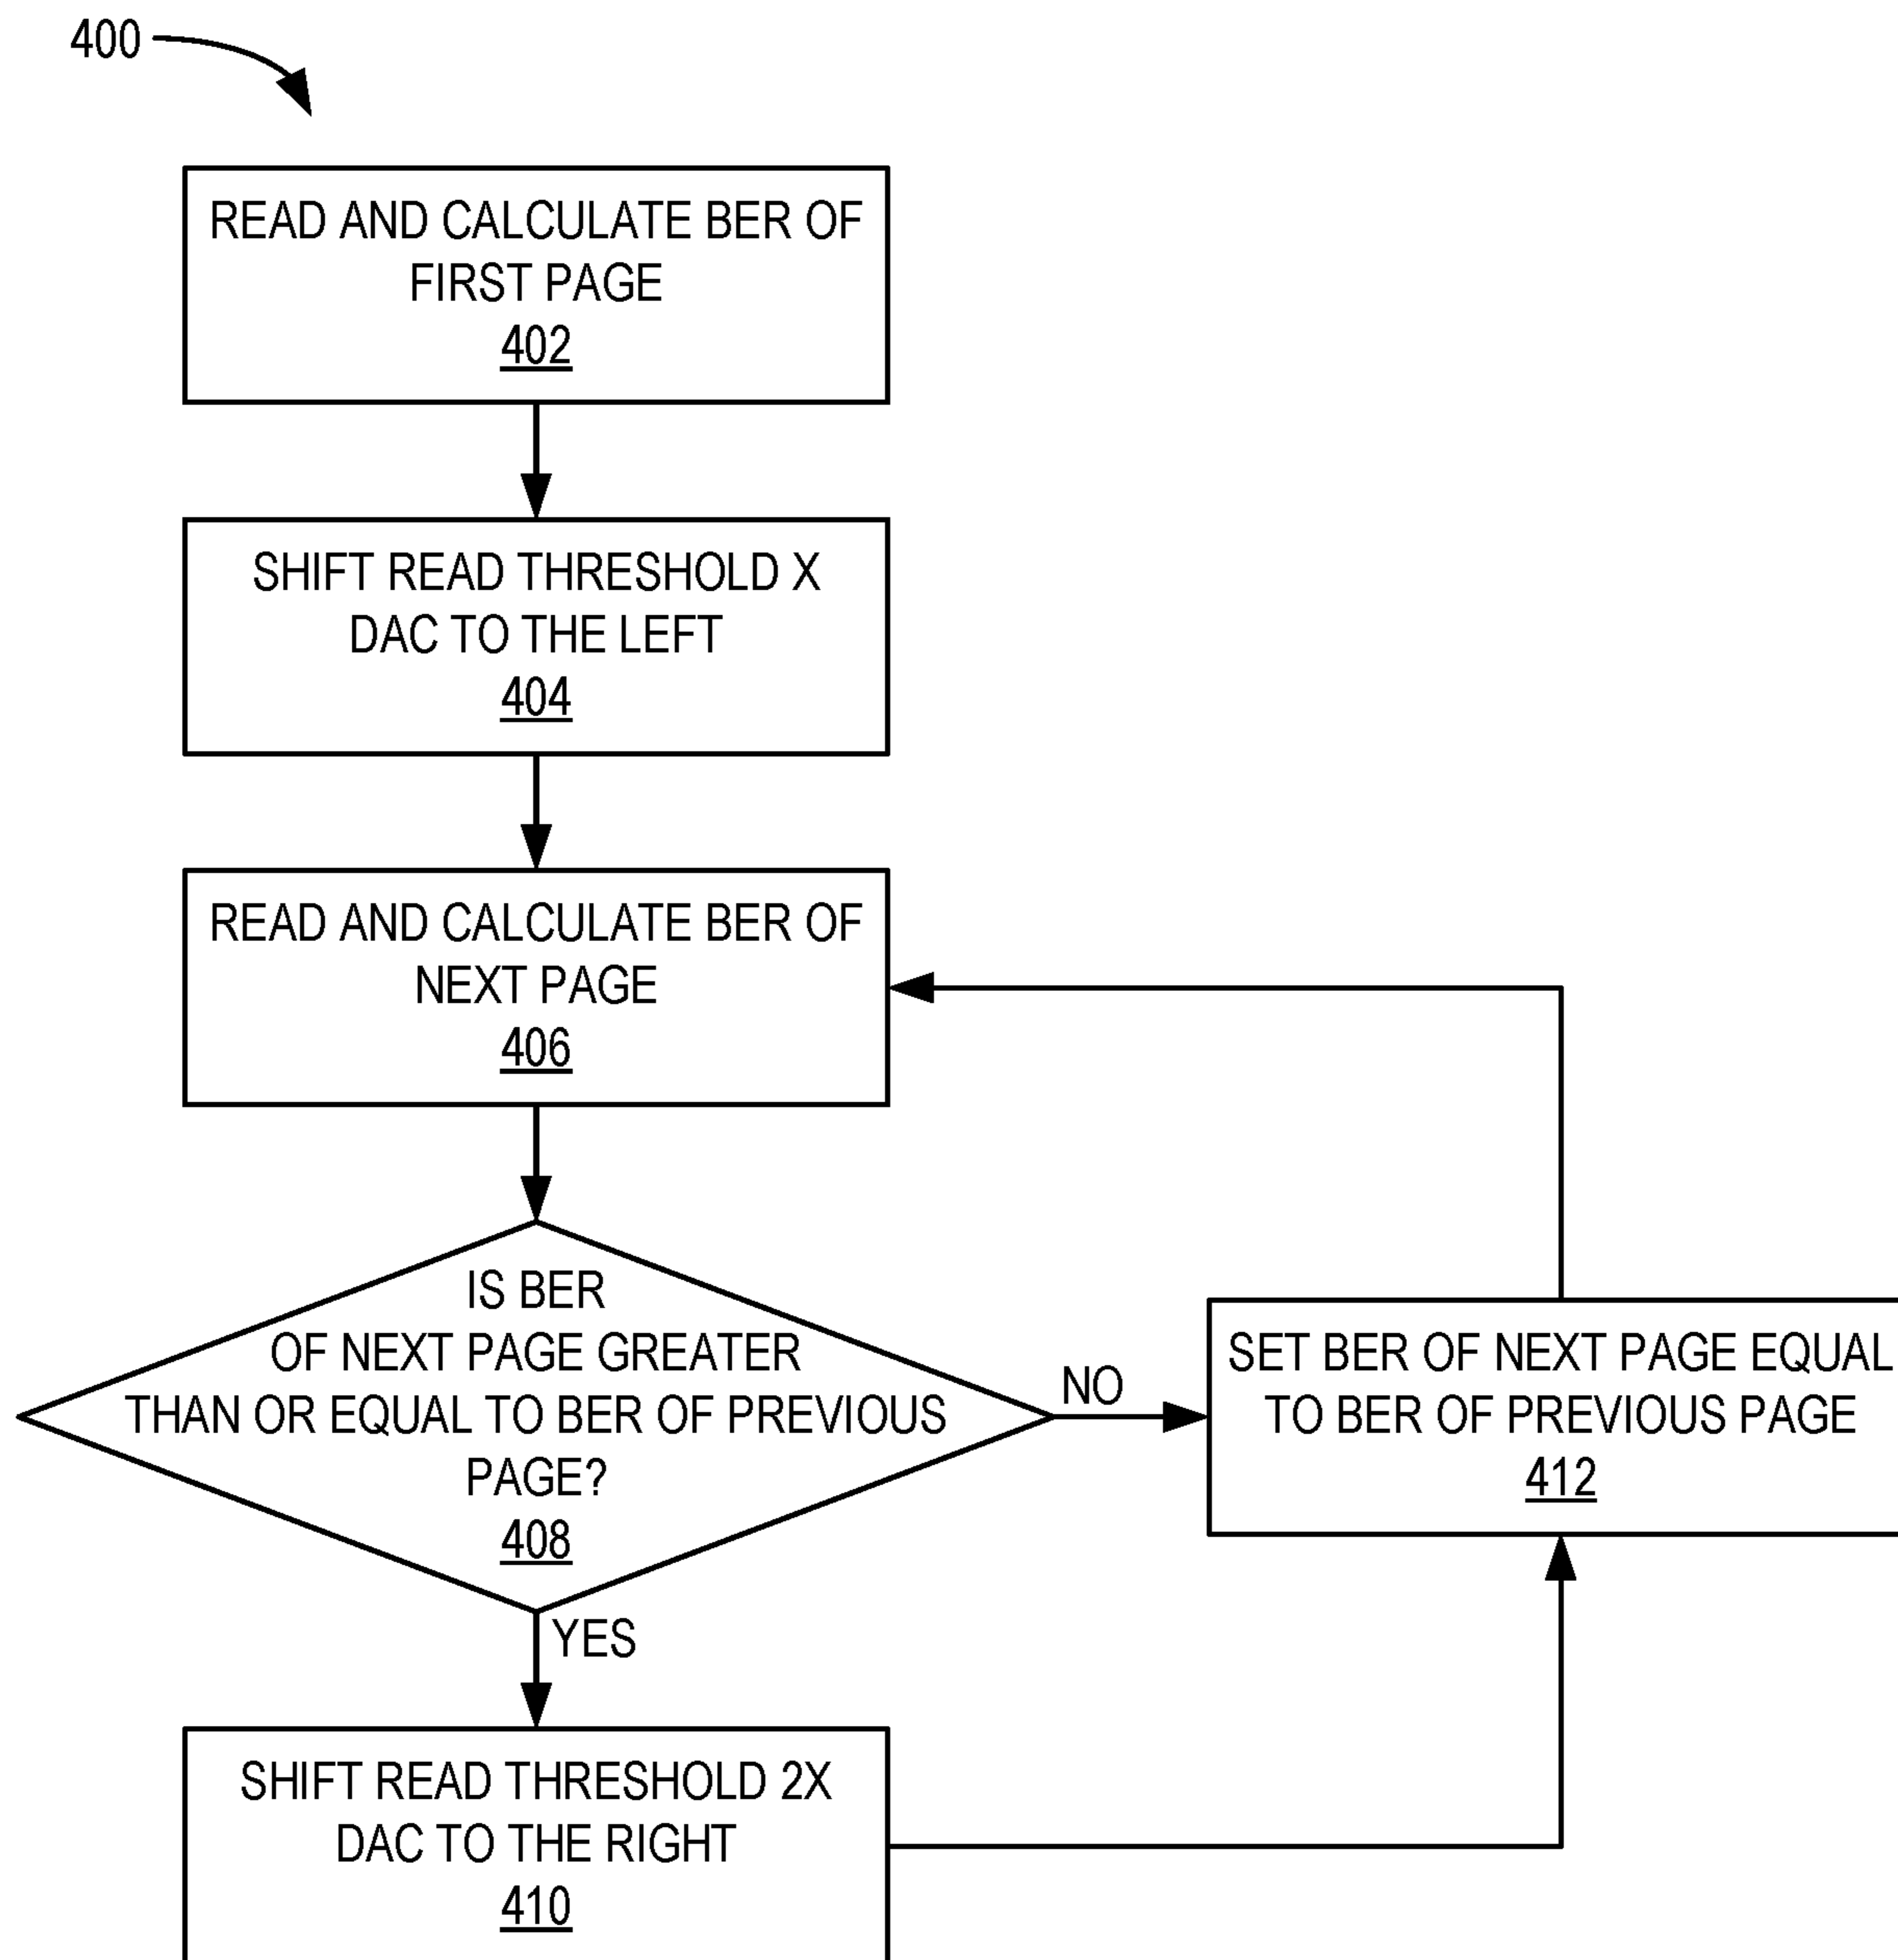 400
READ AND CALCULATE BER OF
FIRST PAGE
402
SHIFT READ THRESHOLD X
DAC TO THE LEFT
404
READ AND CALCULATE BER OF
NEXT PAGE
406
IS BER
OF NEXT PAGE GREATER
THAN OR EQUAL TO BER OF PREVIOUS
PAGE?
408
NO
SET BER OF NEXT PAGE EQUAL
TO BER OF PREVIOUS PAGE
412
YES
SHIFT READ THRESHOLD 2X
DAC TO THE RIGHT
410